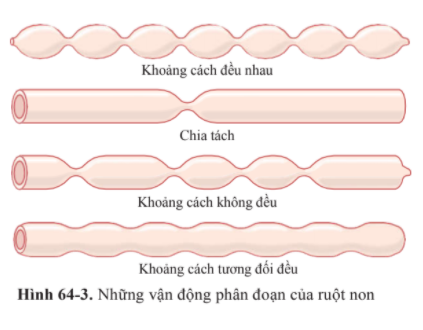 Khoảng cách đều nhau
Chia tách
Khoảng cách không đều
Khoảng cách tương đối đều
Hình 64-3. Những vận động phân đoạn của ruột non